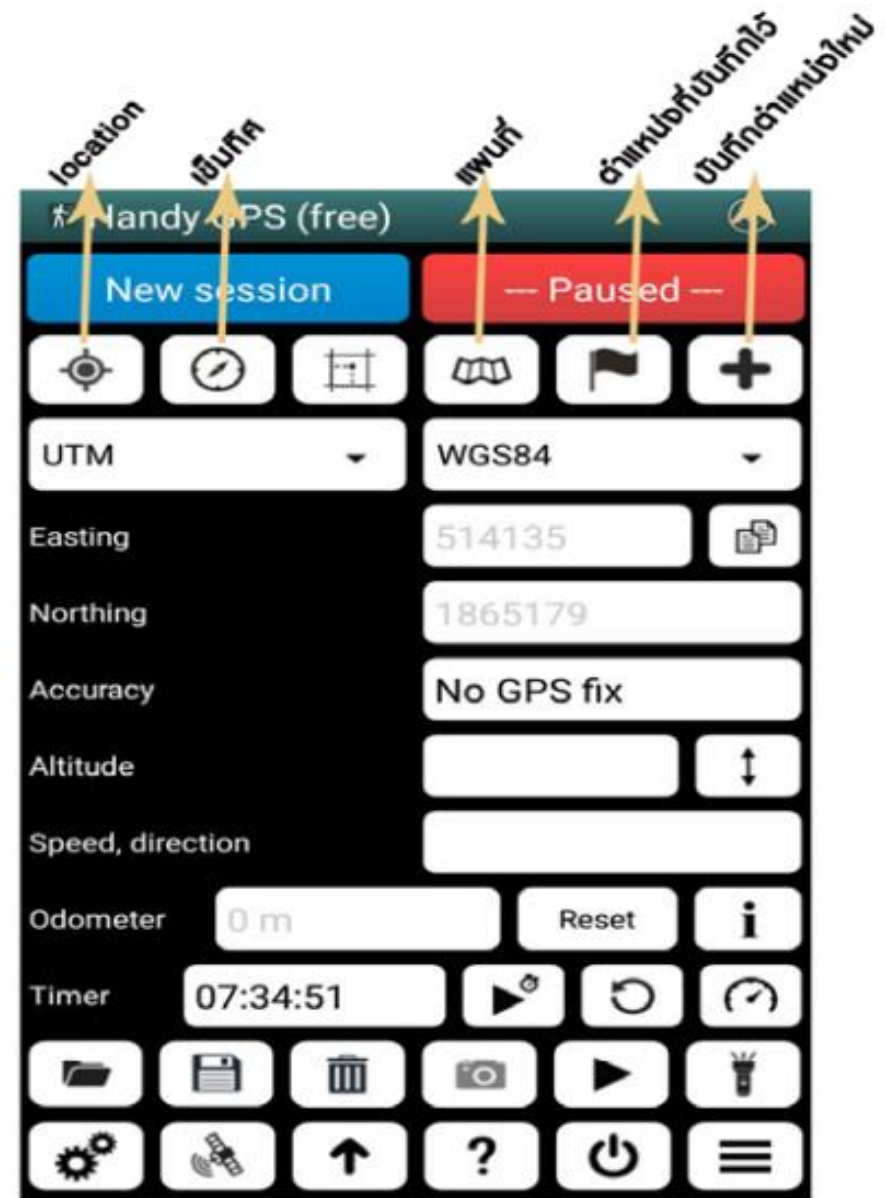 location
เข็มทิศ
แผนที่
ตำแหน่งที่บันทึกไว้
บันทึกตำแหน่งใหม่
Handy GPS (free)
New session
--- Paused ---
UTM
WGS84
Easting
514135
Northing
1865179
Accuracy
No GPS fix
Altitude
Speed, direction
Odometer
0 m
Reset
i
Timer
07:34:51
?